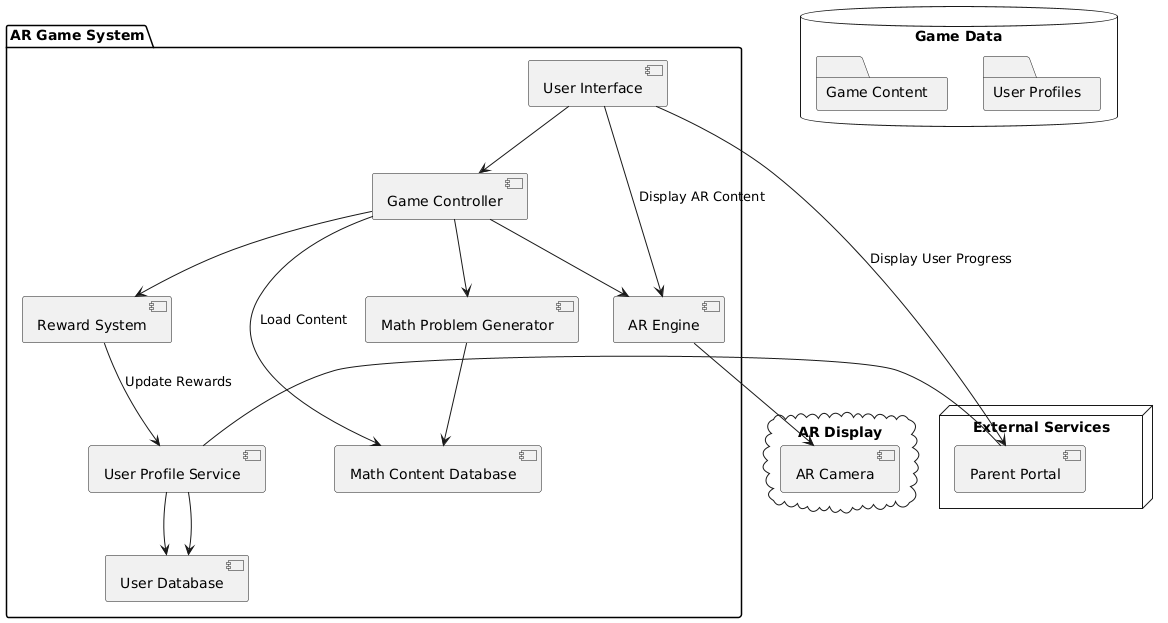 AR Game System
Game Data
Game Content
User Profiles
User Interface
Game Controller
Display AR Content
Display User Progress
Reward System
Load Content
Math Problem Generator
AR Engine
Update Rewards
AR Display
External Services
User Profile Service
Math Content Database
AR Camera
Parent Portal
User Database